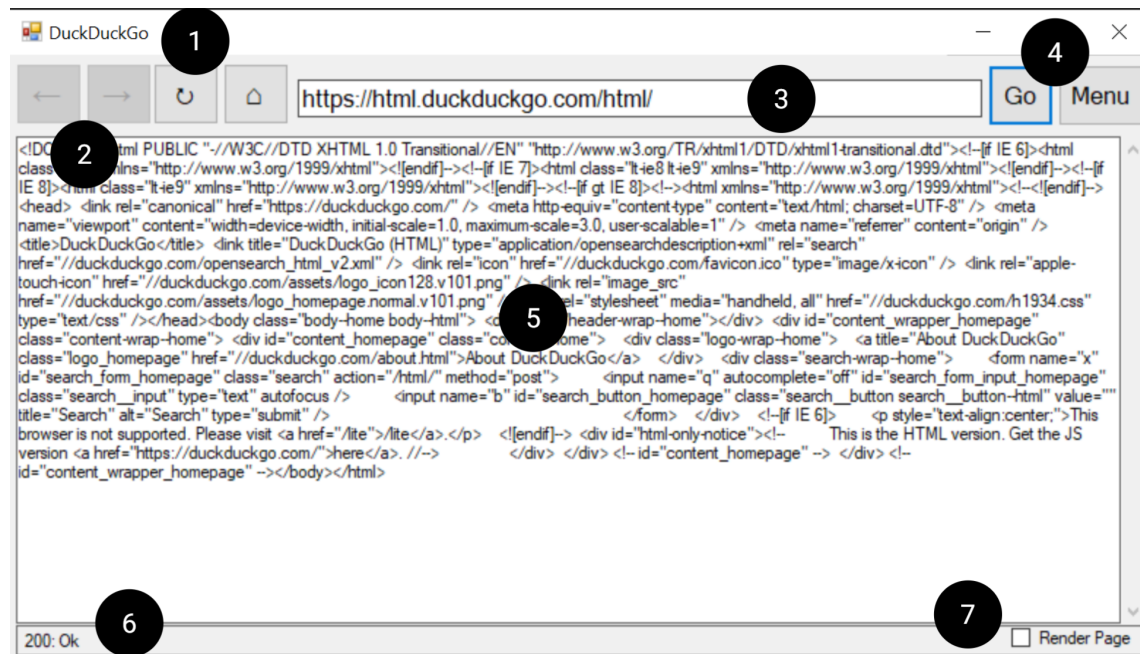 DuckDuckGo
1
4
← → ↻ ⌂ https://html.duckduckgo.com/html/ 3 Go Menu
2
<!DO ml PUBLIC "-//W3C//DTD XHTML 1.0 Transitional//EN" "http://www.w3.org/TR/xhtml1/DTD/xhtml1-transitional.dtd"><!--[if IE 6]><html
class= mlns="http://www.w3.org/1999/xhtml"><![endif]--><!--[if IE 7]><html class="lt-ie8 lt-ie9" xmlns="http://www.w3.org/1999/xhtml"><![endif]--><!--[if
IE 8]><html class="lt-ie9" xmlns="http://www.w3.org/1999/xhtml"><![endif]--><!--[if gt IE 8]><!--><html xmlns="http://www.w3.org/1999/xhtml"><!--<![endif]-->
<head> <link rel="canonical" href="https://duckduckgo.com/" /> <meta http-equiv="content-type" content="text/html; charset=UTF-8" /> <meta
name="viewport" content="width=device-width, initial-scale=1.0, maximum-scale=3.0, user-scalable=1" /> <meta name="referrer" content="origin" />
<title>DuckDuckGo</title> <link title="DuckDuckGo (HTML)" type="application/opensearchdescription+xml" rel="search"
href="//duckduckgo.com/opensearch_html_v2.xml" /> <link rel="icon" href="//duckduckgo.com/favicon.ico" type="image/x-icon" /> <link rel="apple-
touch-icon" href="//duckduckgo.com/assets/logo_icon128.v101.png" /> <link rel="image_src"
href="//duckduckgo.com/assets/logo_homepage.normal.v101.png" / el="stylesheet" media="handheld, all" href="//duckduckgo.com/h1934.css"
type="text/css" /></head><body class="body--home body--html"> <d 5 header-wrap--home"></div> <div id="content_wrapper_homepage"
class="content-wrap--home"> <div id="content_homepage" class="con ome"> <div class="logo-wrap--home"> <a title="About DuckDuckGo"
class="logo_homepage" href="//duckduckgo.com/about.html">About DuckDuckGo</a> </div> <div class="search-wrap--home"> <form name="x"
id="search_form_homepage" class="search" action="/html/" method="post"> <input name="q" autocomplete="off" id="search_form_input_homepage"
class="search__input" type="text" autofocus /> <input name="b" id="search_button_homepage" class="search__button search__button--html" value=""
title="Search" alt="Search" type="submit" /> </form> </div> <!--[if IE 6]> <p style="text-align:center;">This
browser is not supported. Please visit <a href="/lite">/lite</a>.</p> <![endif]--> <div id="html-only-notice"><!-- This is the HTML version. Get the JS
version <a href="https://duckduckgo.com/">here</a>. //--> </div> </div> <!-- id="content_homepage" --> </div> <!--
id="content_wrapper_homepage" --></body></html>
6
7
200: Ok
Render Page